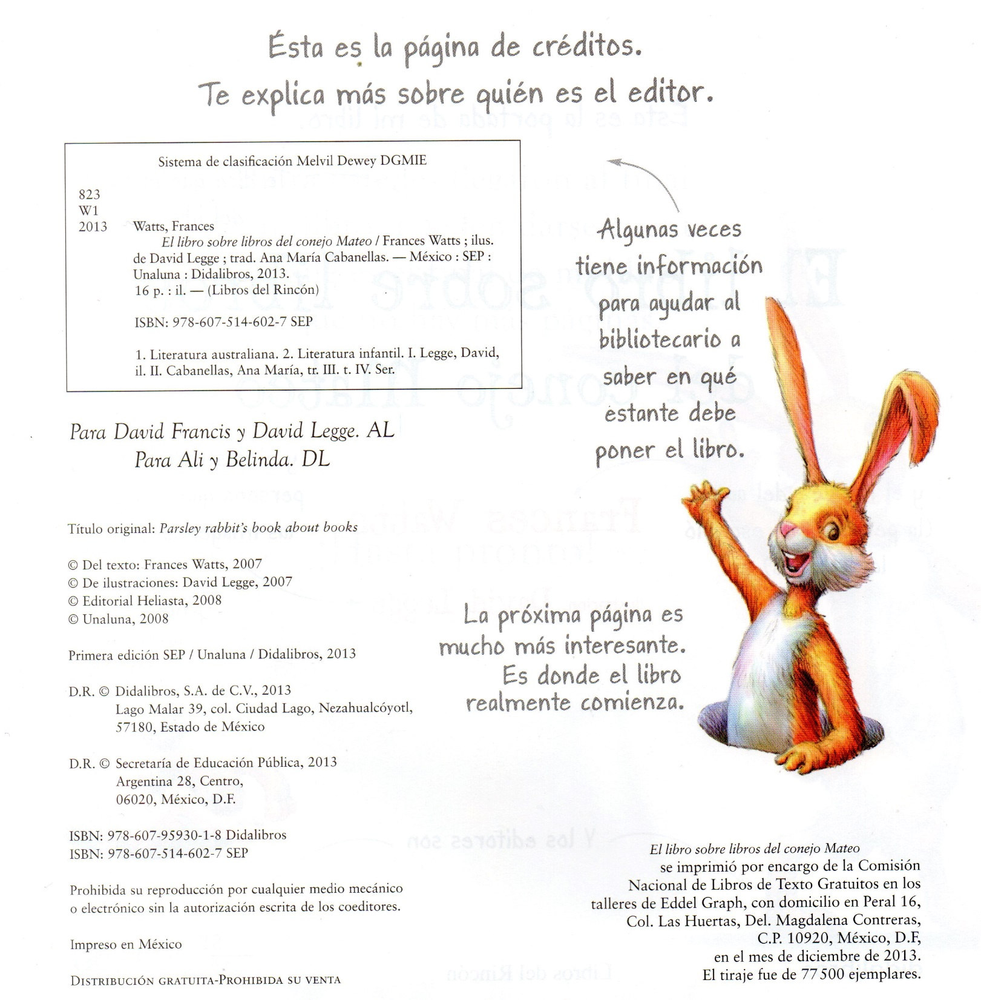 Ésta es la página de créditos.
Te explica más sobre quién es el editor.
Sistema de clasificación Melvil Dewey DGMIE
823
W1
2013 Watts, Frances
El libro sobre libros del conejo Mateo / Frances Watts ; ilus.
de David Legge ; trad. Ana María Cabanellas. — México : SEP :
Unaluna : Didalibros, 2013.
16 p. : il. — (Libros del Rincón)
ISBN: 978-607-514-602-7 SEP
1. Literatura australiana. 2. Literatura infantil. I. Legge, David,
il. II. Cabanellas, Ana María, tr. III. t. IV. Ser.
Algunas veces
tiene información
para ayudar al
bibliotecario a
saber en qué
estante debe
poner el libro.
Para David Francis y David Legge. AL
Para Ali y Belinda. DL
Título original: Parsley rabbit's book about books
© Del texto: Frances Watts, 2007
© De ilustraciones: David Legge, 2007
© Editorial Heliasta, 2008
© Unaluna, 2008
Primera edición SEP / Unaluna / Didalibros, 2013
D.R. © Didalibros, S.A. de C.V., 2013
Lago Malar 39, col. Ciudad Lago, Nezahualcóyotl,
57180, Estado de México
D.R. © Secretaría de Educación Pública, 2013
Argentina 28, Centro,
06020, México, D.F.
ISBN: 978-607-95930-1-8 Didalibros
ISBN: 978-607-514-602-7 SEP
Prohibida su reproducción por cualquier medio mecánico
o electrónico sin la autorización escrita de los coeditores.
Impreso en México
DISTRIBUCIÓN GRATUITA-PROHIBIDA SU VENTA
La próxima página es
mucho más interesante.
Es donde el libro
realmente comienza.
El libro sobre libros del conejo Mateo
se imprimió por encargo de la Comisión
Nacional de Libros de Texto Gratuitos en los
talleres de Eddel Graph, con domicilio en Peral 16,
Col. Las Huertas, Del. Magdalena Contreras,
C.P. 10920, México, D.F,
en el mes de diciembre de 2013.
El tiraje fue de 77 500 ejemplares.